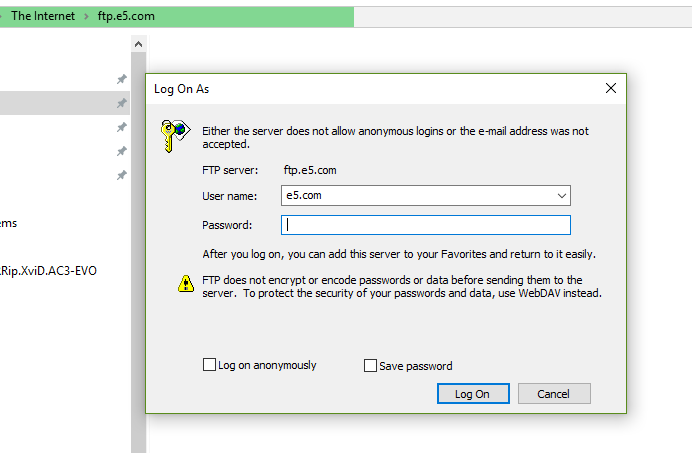 The Internet > ftp.e5.com
Log On As
Either the server does not allow anonymous logins or the e-mail address was not
accepted.
FTP server: ftp.e5.com
User name: e5.com
Password:
After you log on, you can add this server to your Favorites and return to it easily.
FTP does not encrypt or encode passwords or data before sending them to the
server. To protect the security of your passwords and data, use WebDAV instead.
Log on anonymously
Save password
Log On
Cancel
ems
Rip.XviD.AC3-EVO